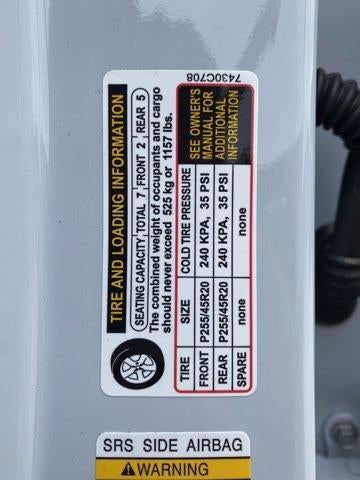 7430C708
TIRE AND LOADING INFORMATION
SEATING CAPACITY TOTAL 7 FRONT 2 REAR 5
The combined weight of occupants and cargo
should never exceed 525 kg or 1157 lbs.
TIRE SIZE COLD TIRE PRESSURE
FRONT P255/45R20 240 KPA, 35 PSI
REAR P255/45R20 240 KPA, 35 PSI
SPARE none none
SEE OWNER'S
MANUAL FOR
ADDITIONAL
INFORMATION
SRS SIDE AIRBAG
WARNING